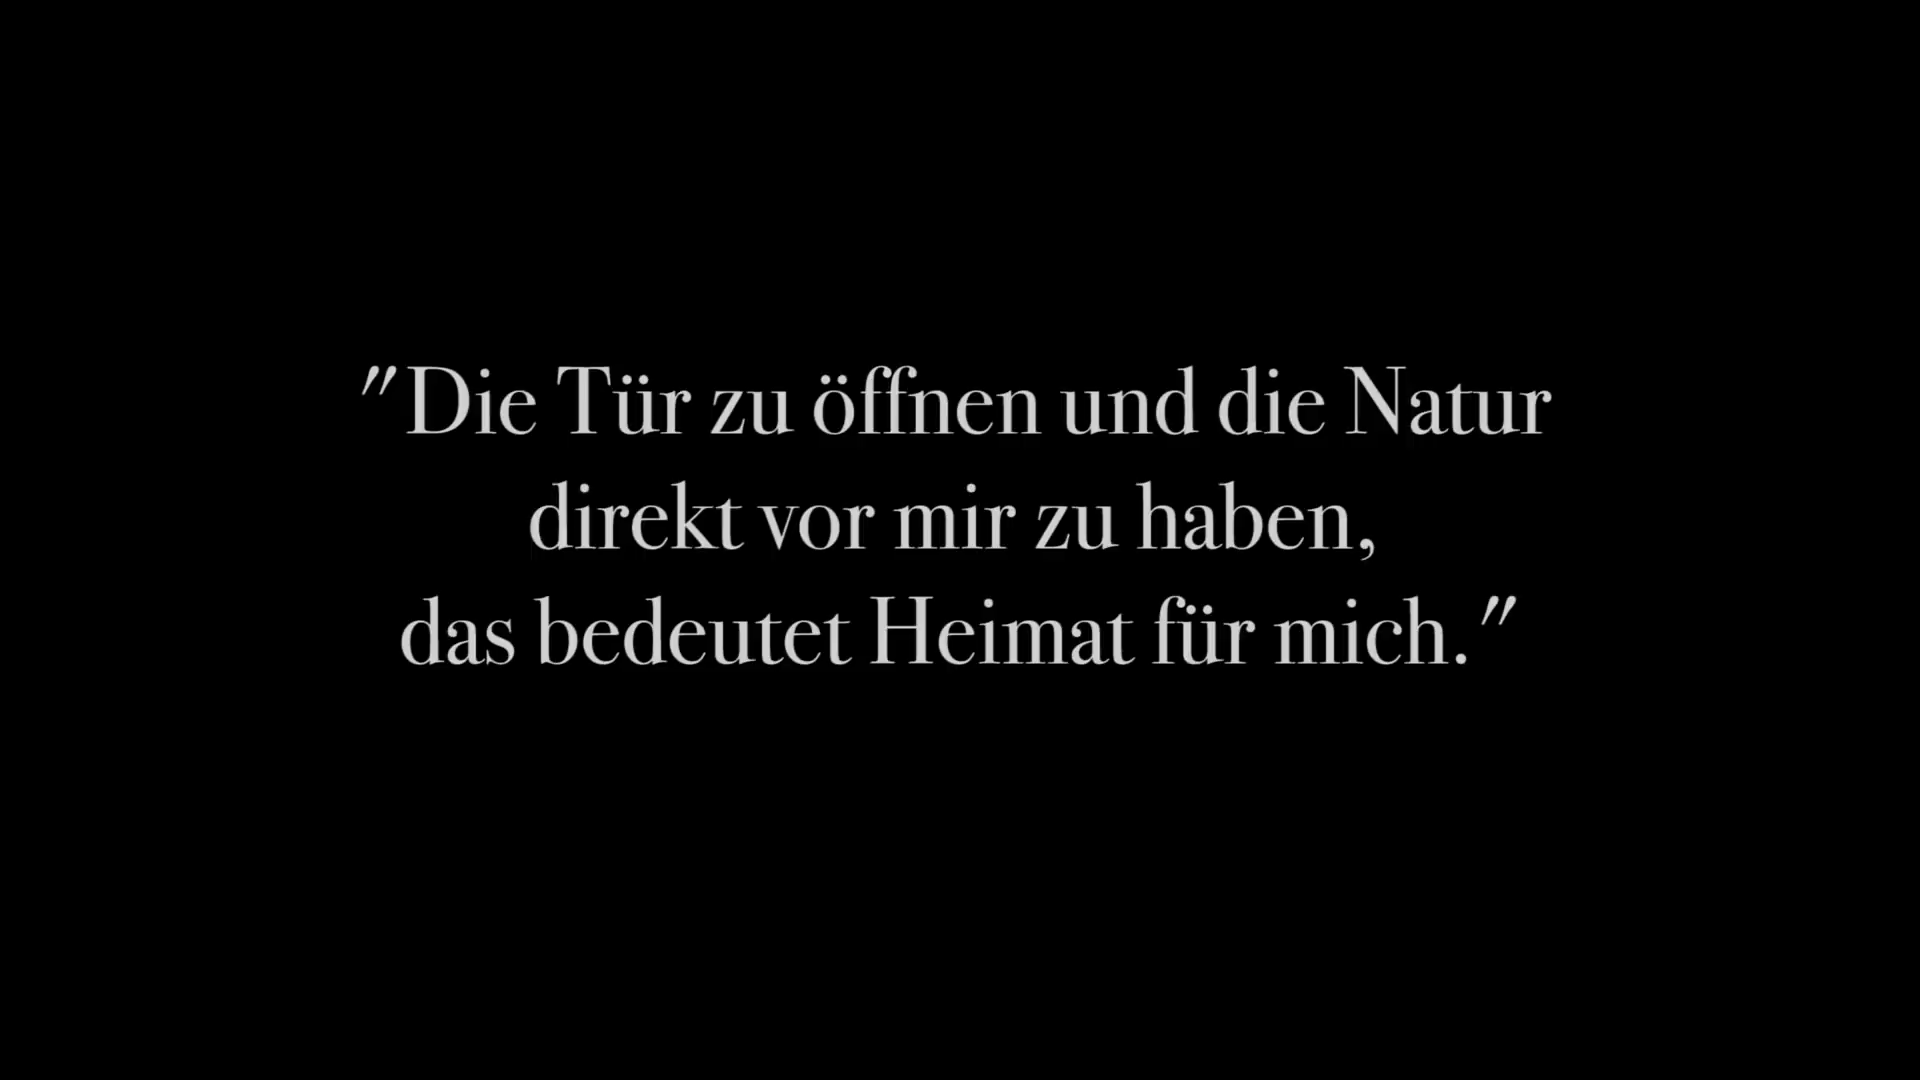 "Die Tür zu öffnen und die Natur
direkt vor mir zu haben,
das bedeutet Heimat für mich."